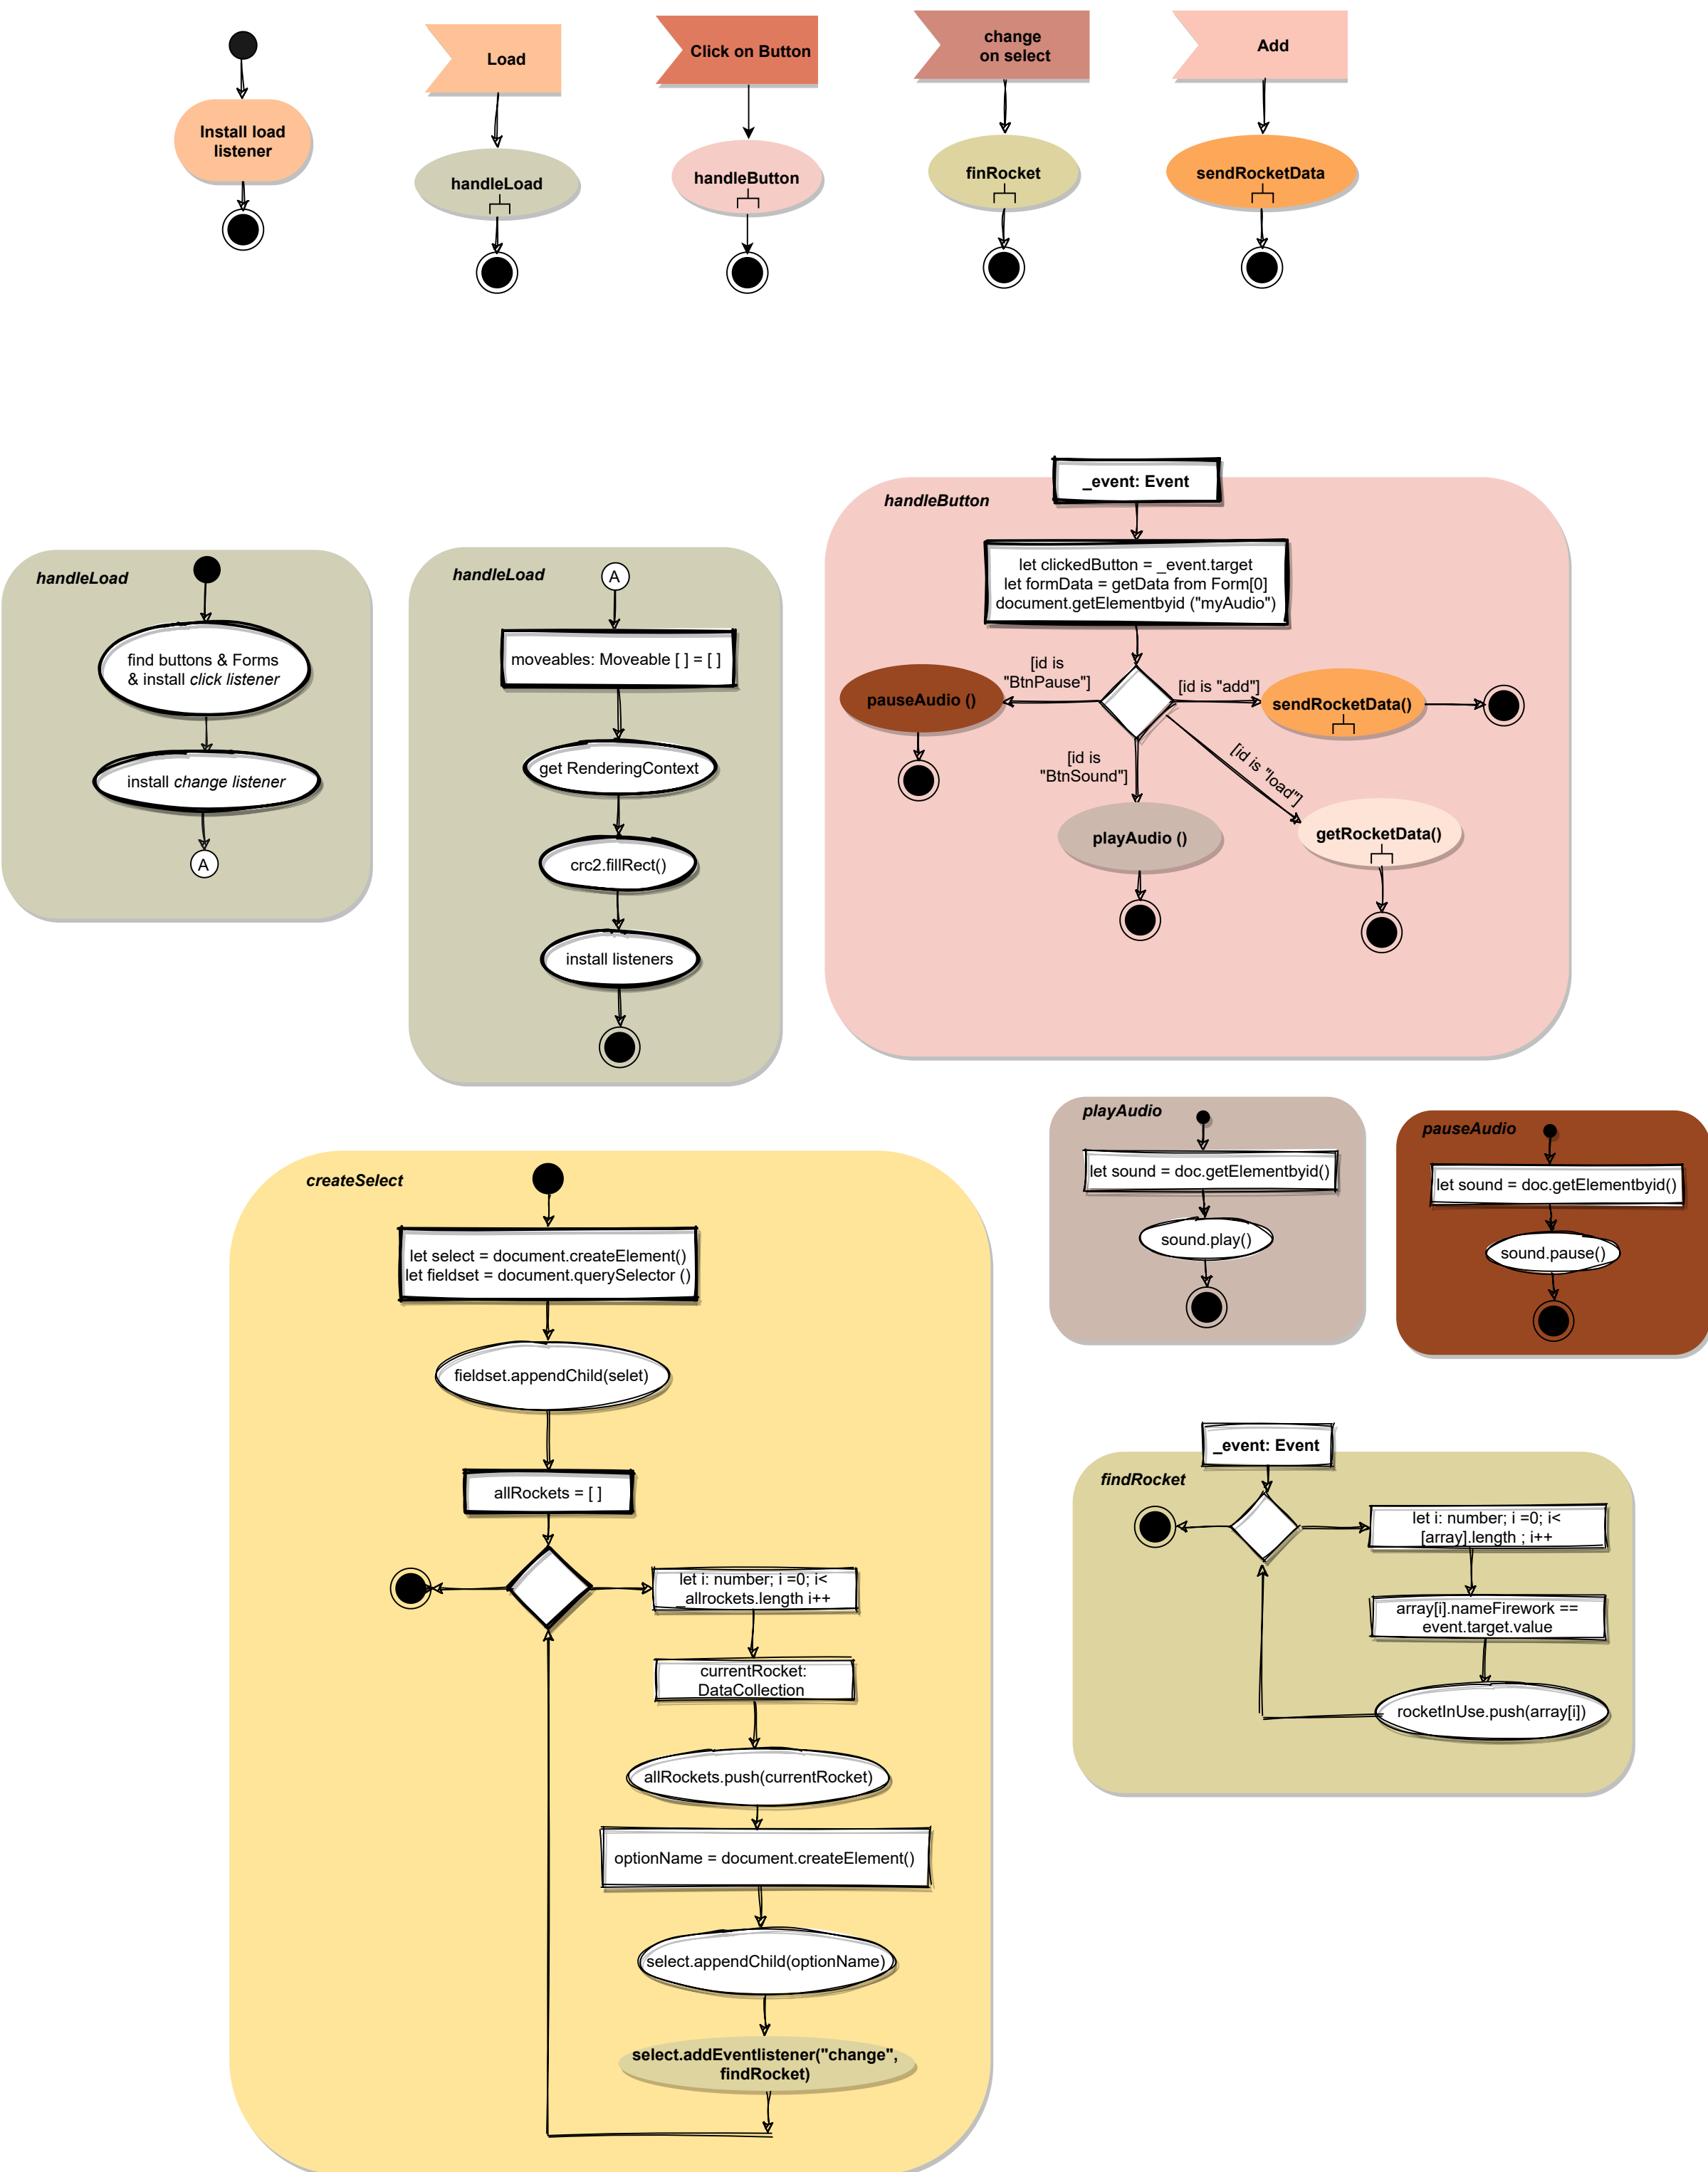 Install load
listener
Load
handleLoad
Click on Button
handleButton
change
on select
finRocket
Add
sendRocketData
handleLoad
find buttons & Forms
& install click listener
install change listener
A
handleLoad
A
moveables: Moveable [ ] = [ ]
get RenderingContext
crc2.fillRect()
install listeners
_event: Event
handleButton
let clickedButton = _event.target
let formData = getData from Form[0]
document.getElementbyid ("myAudio")
[id is
"BtnPause"]
[id is "add"]
pauseAudio ()
sendRocketData()
[id is
"BtnSound"]
[id is "load"]
playAudio ()
getRocketData()
playAudio
let sound = doc.getElementbyid()
sound.play()
pauseAudio
let sound = doc.getElementbyid()
sound.pause()
createSelect
let select = document.createElement()
let fieldset = document.querySelector ()
fieldset.appendChild(selet)
allRockets = [ ]
let i: number; i =0; i<
_allrockets.length i++
currentRocket:
DataCollection
allRockets.push(currentRocket)
optionName = document.createElement()
select.appendChild(optionName)
select.addEventlistener("change",
findRocket)
_event: Event
findRocket
let i: number; i =0; i<
[array].length ; i++
array[i].nameFirework ==
event.target.value
rocketInUse.push(array[i])